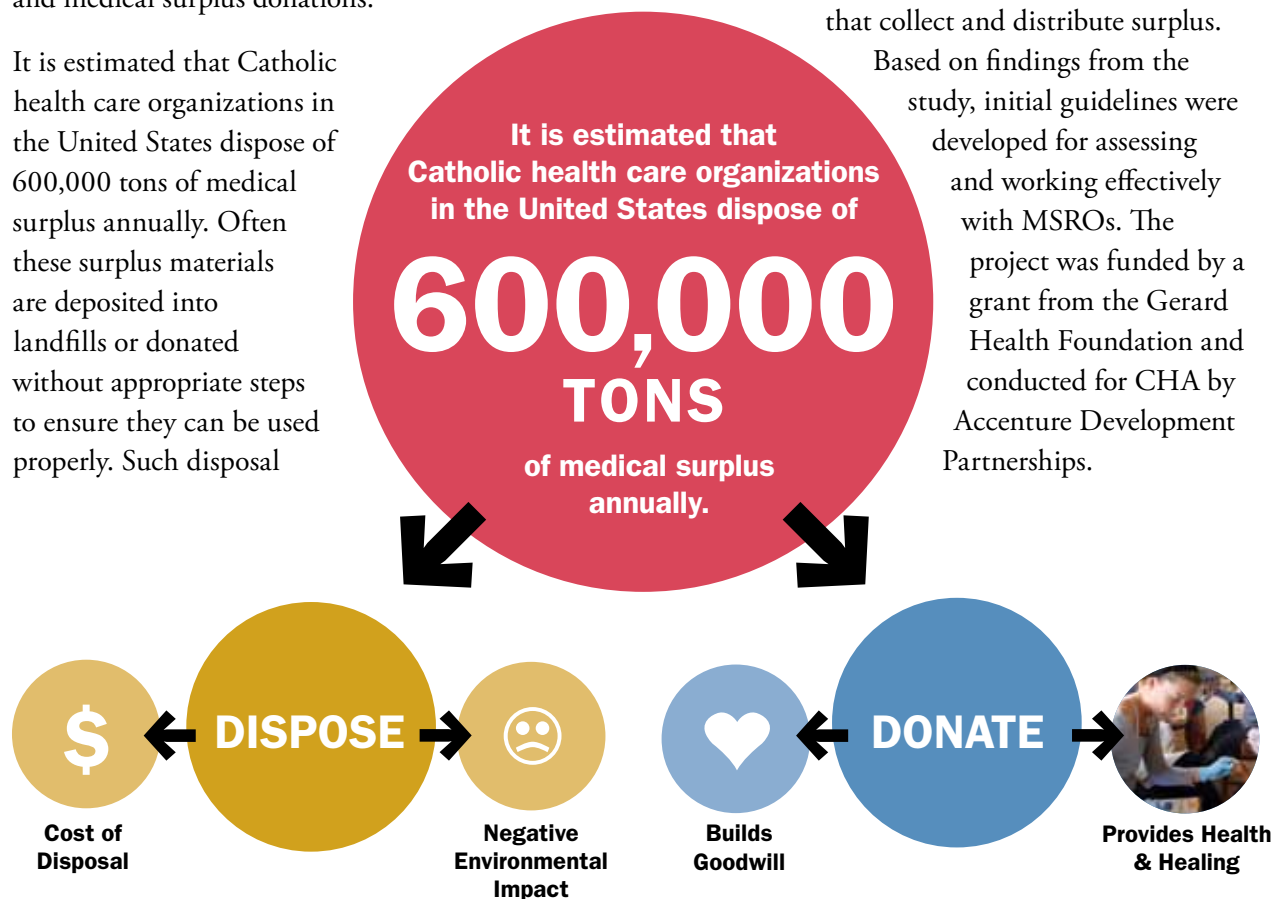 and medical surplus donations.
It is estimated that Catholic
health care organizations in
the United States dispose of
600,000 tons of medical
surplus annually. Often
these surplus materials
are deposited into
landfills or donated
without appropriate steps
to ensure they can be used
properly. Such disposal
It is estimated that
Catholic health care organizations
in the United States dispose of
600,000
TONS
of medical surplus
annually.
that collect and distribute surplus.
Based on findings from the
study, initial guidelines were
developed for assessing
and working effectively
with MSROs. The
project was funded by a
grant from the Gerard
Health Foundation and
conducted for CHA by
Accenture Development
Partnerships.
$
DISPOSE
DONATE
Cost of
Disposal
Negative
Environmental
Impact
Builds
Goodwill
Provides Health
& Healing